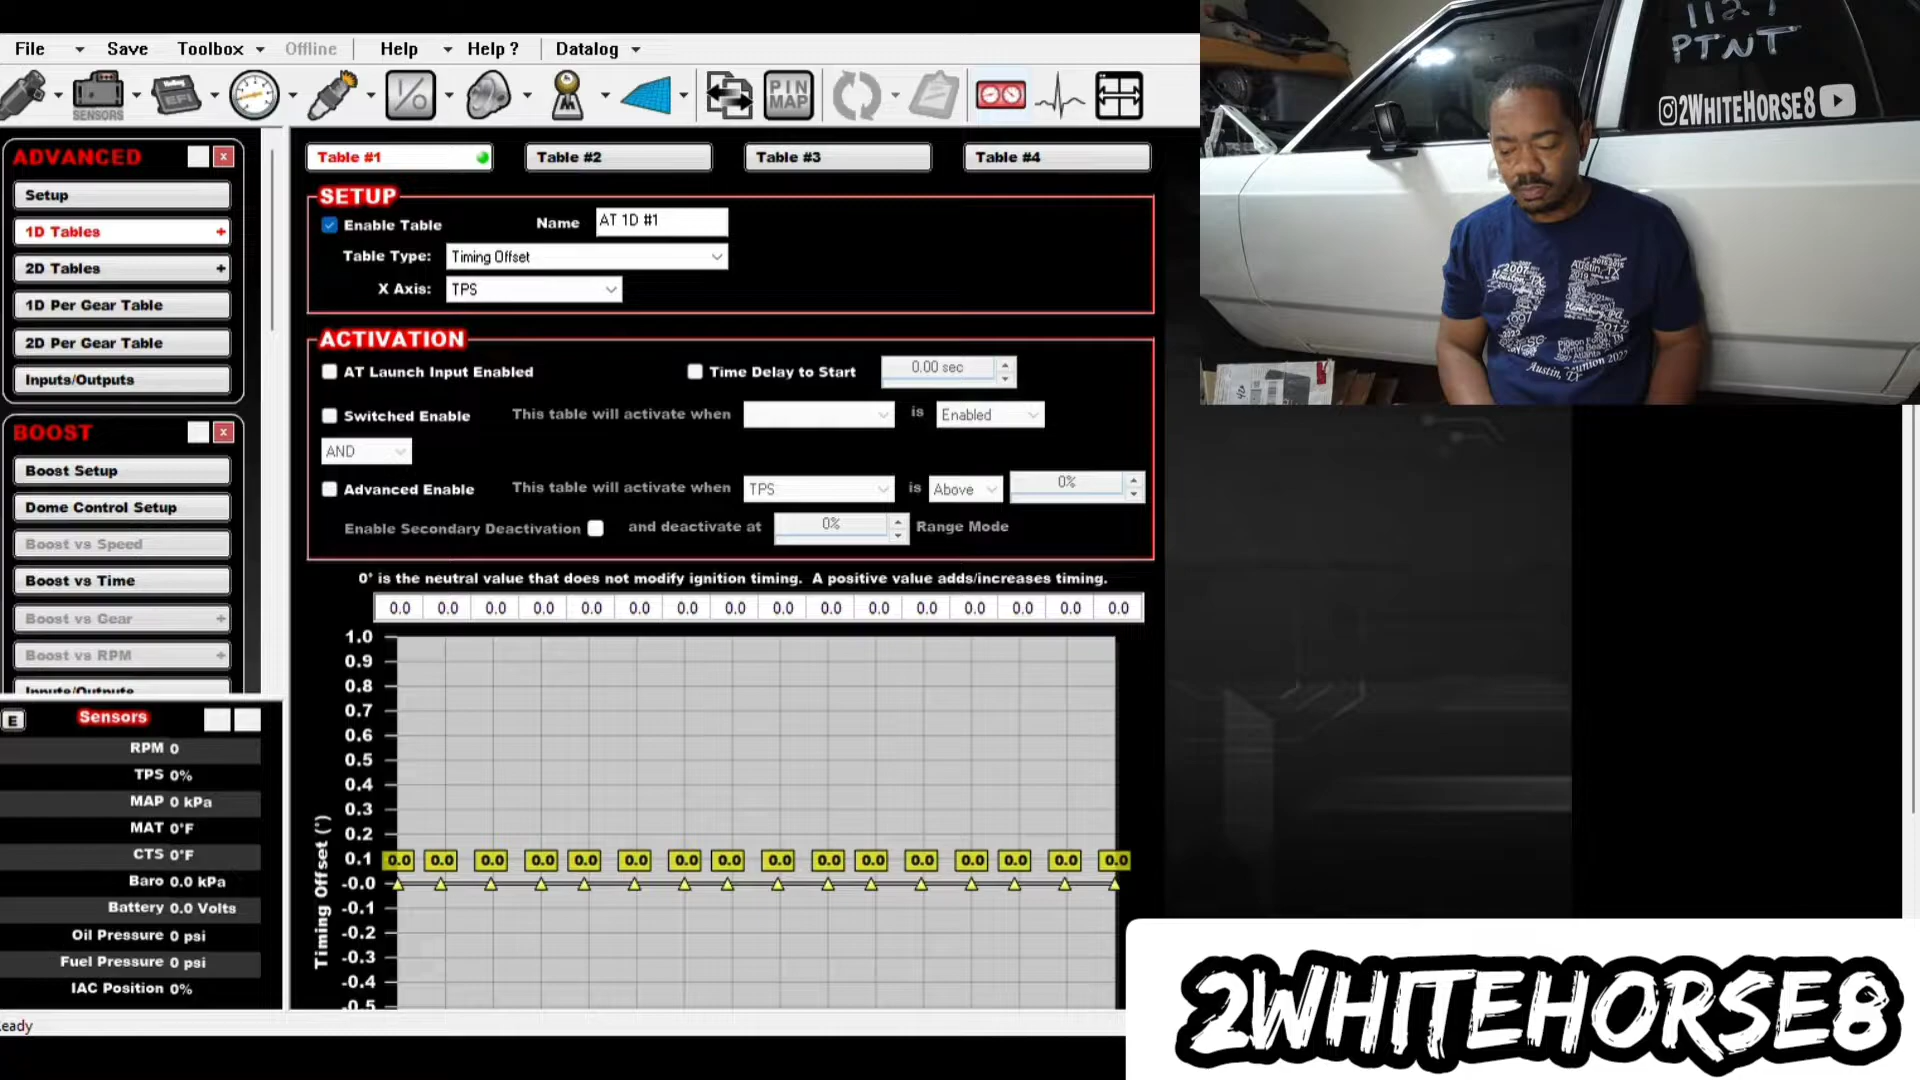 File Save Toolbox Offline Help Help ? Datalog
SENSORS EFI I/O PIN MAP
ADVANCED
Setup
1D Tables +
2D Tables +
1D Per Gear Table
2D Per Gear Table
Inputs/Outputs
BOOST
Boost Setup
Dome Control Setup
Boost vs Speed
Boost vs Time
Boost vs Gear +
Boost vs RPM +
Inputs/Outputs
E Sensors
RPM 0
TPS 0%
MAP 0 kPa
MAT 0°F
CTS 0°F
Baro 0.0 kPa
Battery 0.0 Volts
Oil Pressure 0 psi
Fuel Pressure 0 psi
IAC Position 0%
eady
Table #1 Table #2 Table #3 Table #4
SETUP
Enable Table Name AT 1D #1
Table Type: Timing Offset
X Axis: TPS
ACTIVATION
AT Launch Input Enabled Time Delay to Start 0.00 sec
Switched Enable This table will activate when is Enabled
AND
Advanced Enable This table will activate when TPS is Above 0%
Enable Secondary Deactivation and deactivate at 0% Range Mode
0° is the neutral value that does not modify ignition timing. A positive value adds/increases timing.
0.0 0.0 0.0 0.0 0.0 0.0 0.0 0.0 0.0 0.0 0.0 0.0 0.0 0.0 0.0 0.0
1.0
0.9
0.8
0.7
0.6
0.5
0.4
0.3
0.2
0.1 0.0 0.0 0.0 0.0 0.0 0.0 0.0 0.0 0.0 0.0 0.0 0.0 0.0 0.0 0.0 0.0
-0.0
-0.1
-0.2
-0.3
-0.4
-0.5
Timing Offset (°)
PTNT
2WHITEHORSE8
2007
1997
2017
Austin, TX
2WHITEHORSE8